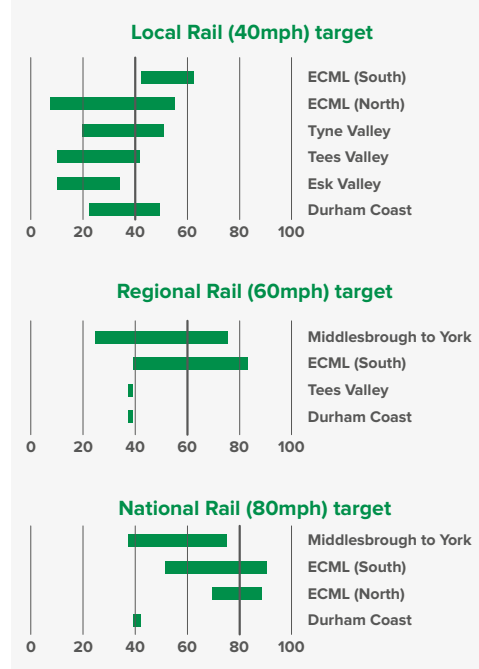 Local Rail (40mph) target
ECML (South)
ECML (North)
Tyne Valley
Tees Valley
Esk Valley
Durham Coast
0 20 40 60 80 100
Regional Rail (60mph) target
Middlesbrough to York
ECML (South)
Tees Valley
Durham Coast
0 20 40 60 80 100
National Rail (80mph) target
Middlesbrough to York
ECML (South)
ECML (North)
Durham Coast
0 20 40 60 80 100